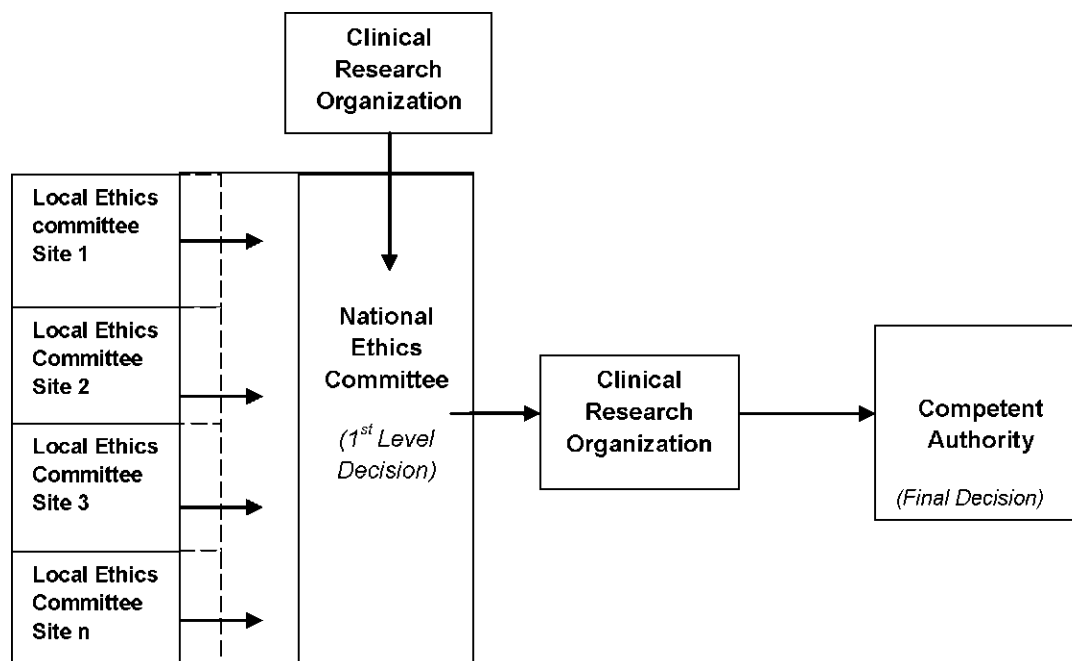 Clinical
Research
Organization
Local Ethics
committee
Site 1
Local Ethics
Committee
Site 2
Local Ethics
Committee
Site 3
Local Ethics
Committee
Site n
National
Ethics
Committee
(1st Level
Decision)
Clinical
Research
Organization
Competent
Authority
(Final Decision)